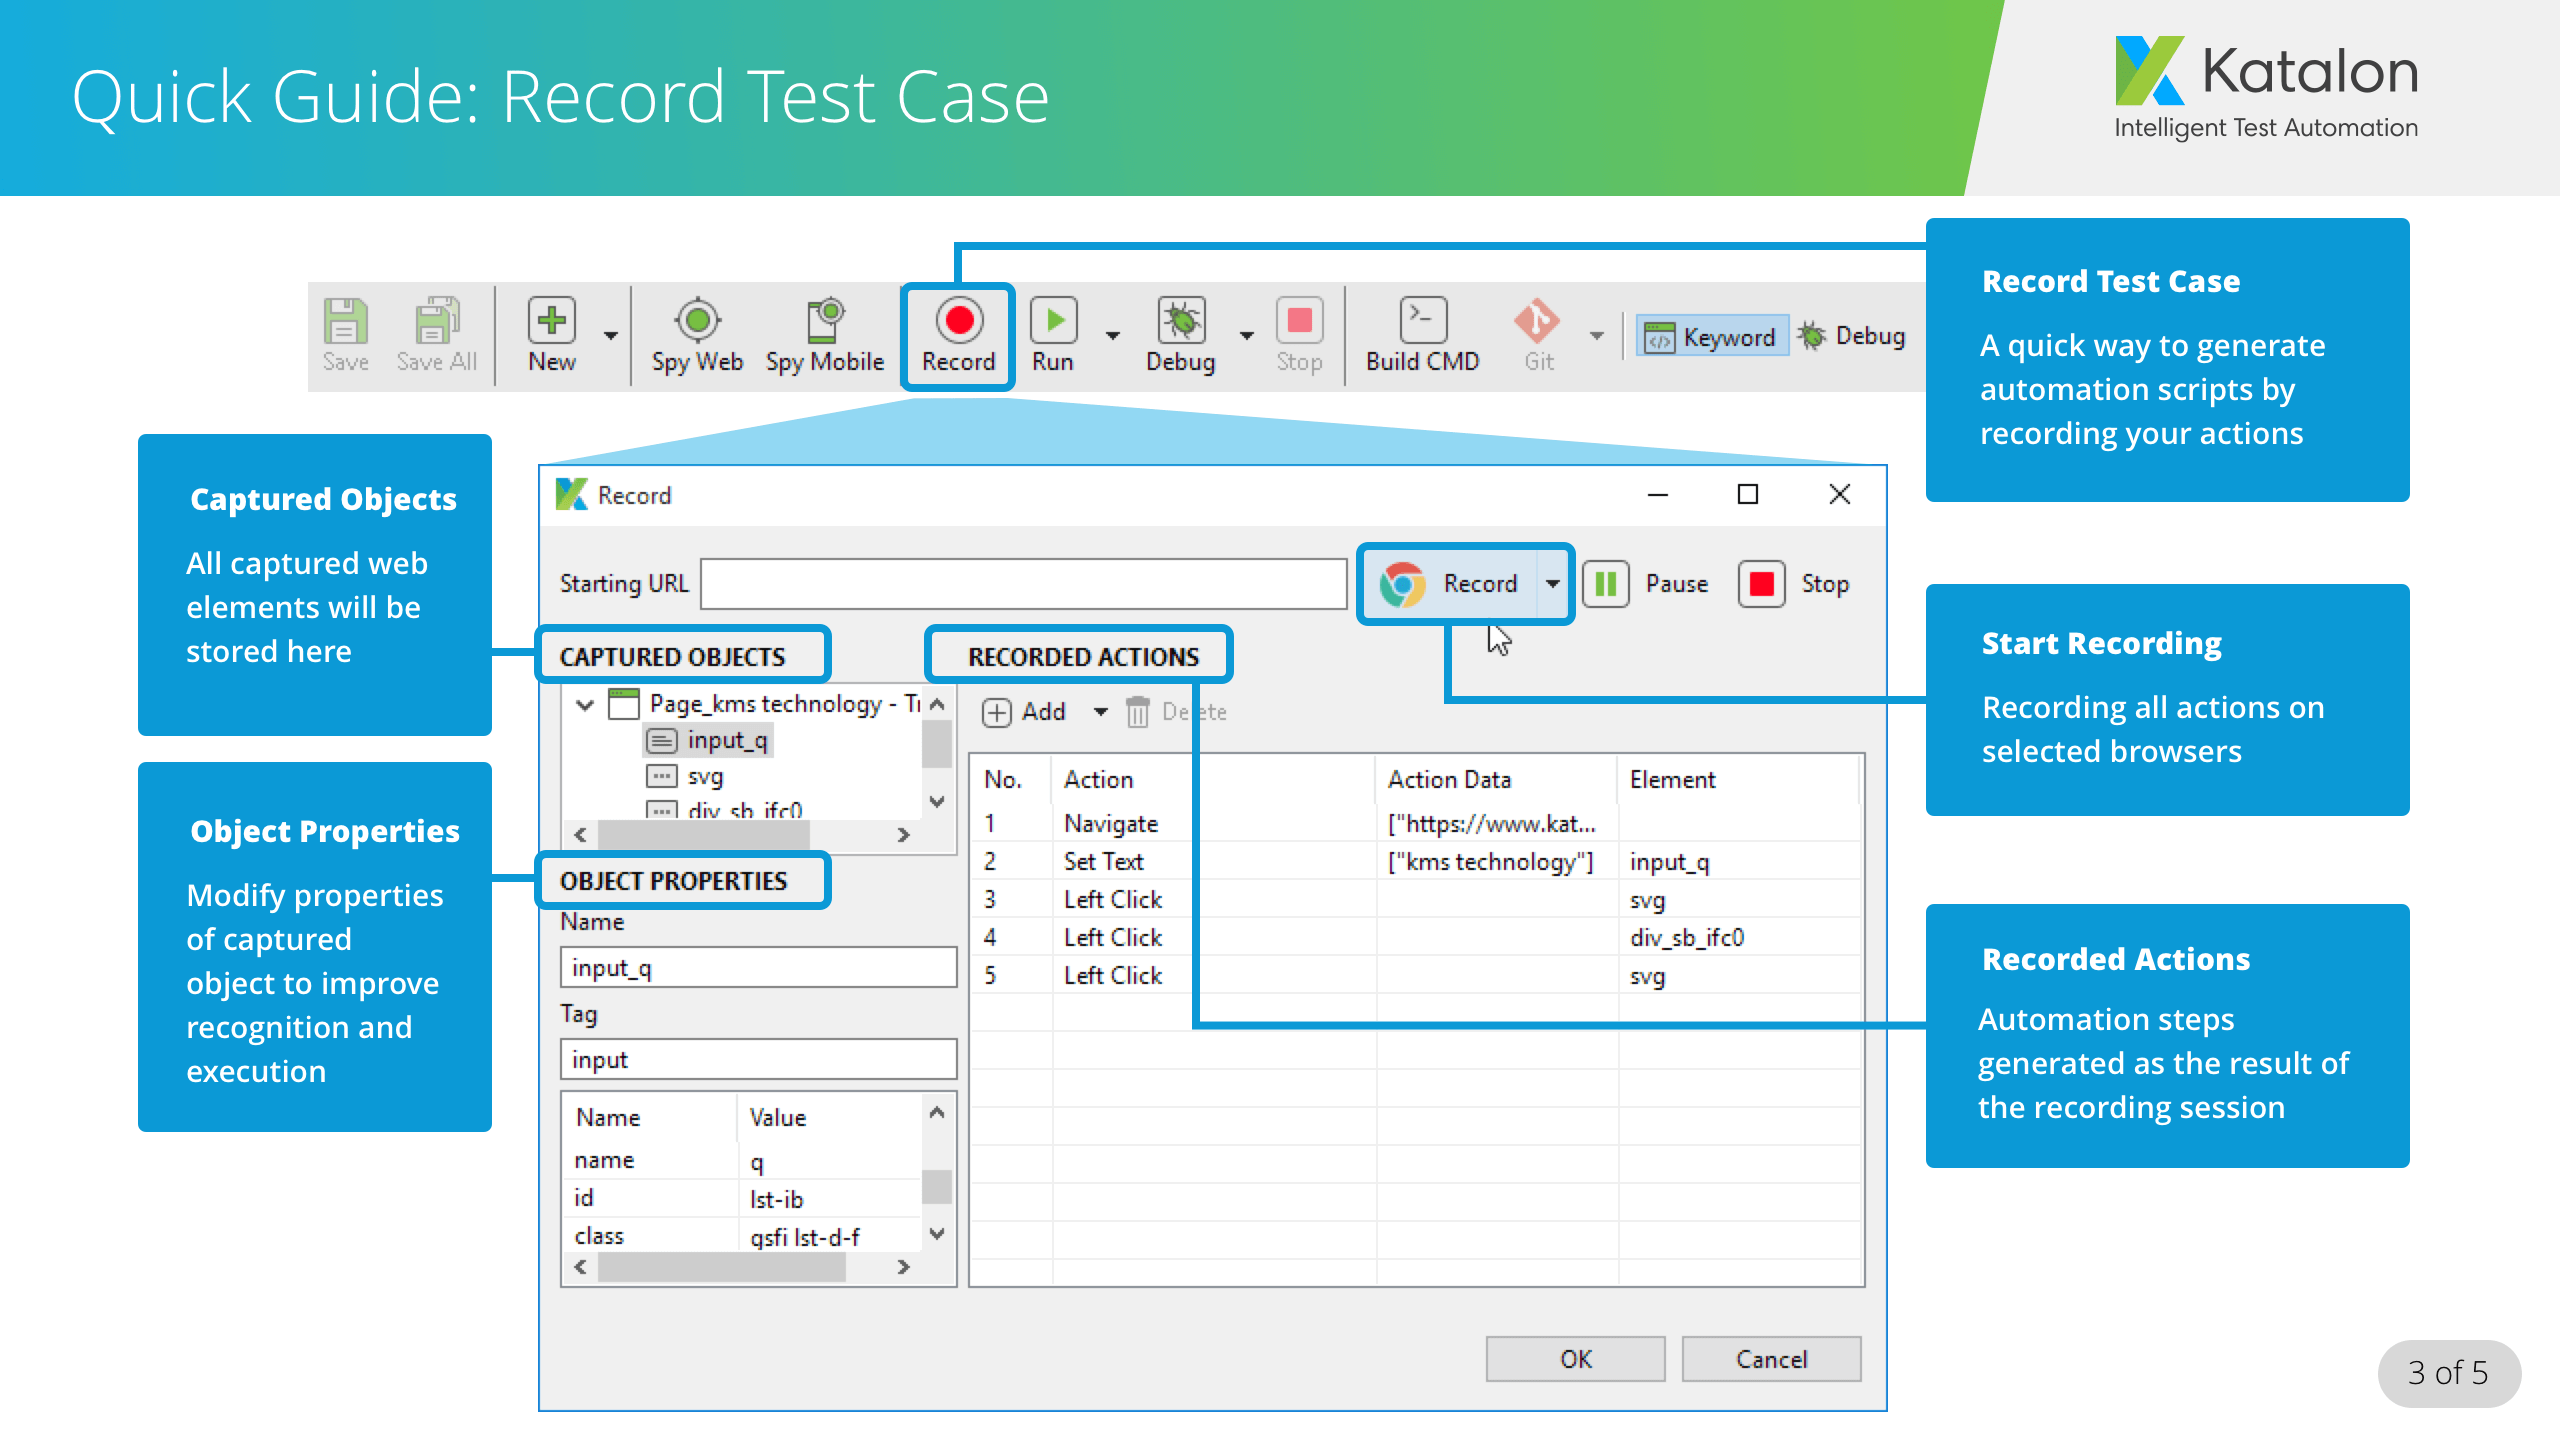 Quick Guide: Record Test Case
Katalon
Intelligent Test Automation
Save
Save All
New
Spy Web
Spy Mobile
Record
Run
Debug
Stop
Build CMD
Git
Keyword
Debug
Record Test Case
A quick way to generate
automation scripts by
recording your actions
Captured Objects
All captured web
elements will be
stored here
Object Properties
Modify properties
of captured
object to improve
recognition and
execution
Record
Starting URL
Record
Pause
Stop
CAPTURED OBJECTS
Page_kms technology - Tr
input_q
svg
div_sb_ifc0
OBJECT PROPERTIES
Name
input_q
Tag
input
Name Value
name q
id lst-ib
class gsfi lst-d-f
RECORDED ACTIONS
Add
Delete
No. Action Action Data Element
1 Navigate ["https://www.kat...
2 Set Text ["kms technology"] input_q
3 Left Click svg
4 Left Click div_sb_ifc0
5 Left Click svg
OK
Cancel
Start Recording
Recording all actions on
selected browsers
Recorded Actions
Automation steps
generated as the result of
the recording session
3 of 5